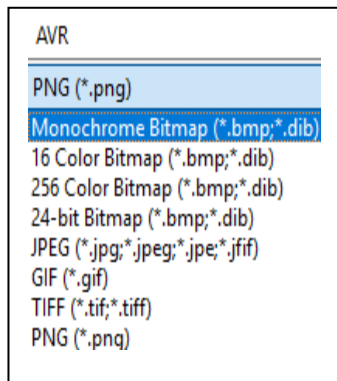 AVR
PNG (*.png)
Monochrome Bitmap (*.bmp;*.dib)
16 Color Bitmap (*.bmp;*.dib)
256 Color Bitmap (*.bmp;*.dib)
24-bit Bitmap (*.bmp;*.dib)
JPEG (*.jpg;*.jpeg;*.jpe;*.jfif)
GIF (*.gif)
TIFF (*.tif;*.tiff)
PNG (*.png)